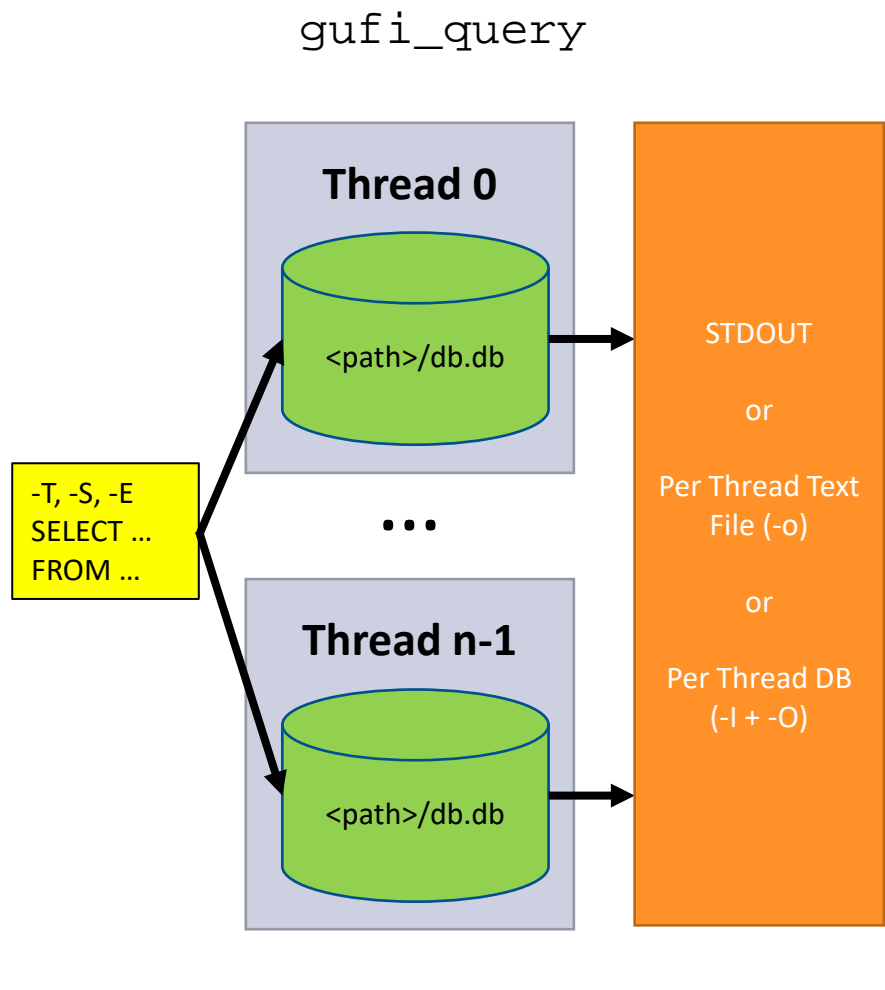 gufi_query
Thread 0
<path>/db.db
-T, -S, -E
SELECT …
FROM …
…
Thread n-1
<path>/db.db
STDOUT
or
Per Thread Text
File (-o)
or
Per Thread DB
(-I + -O)